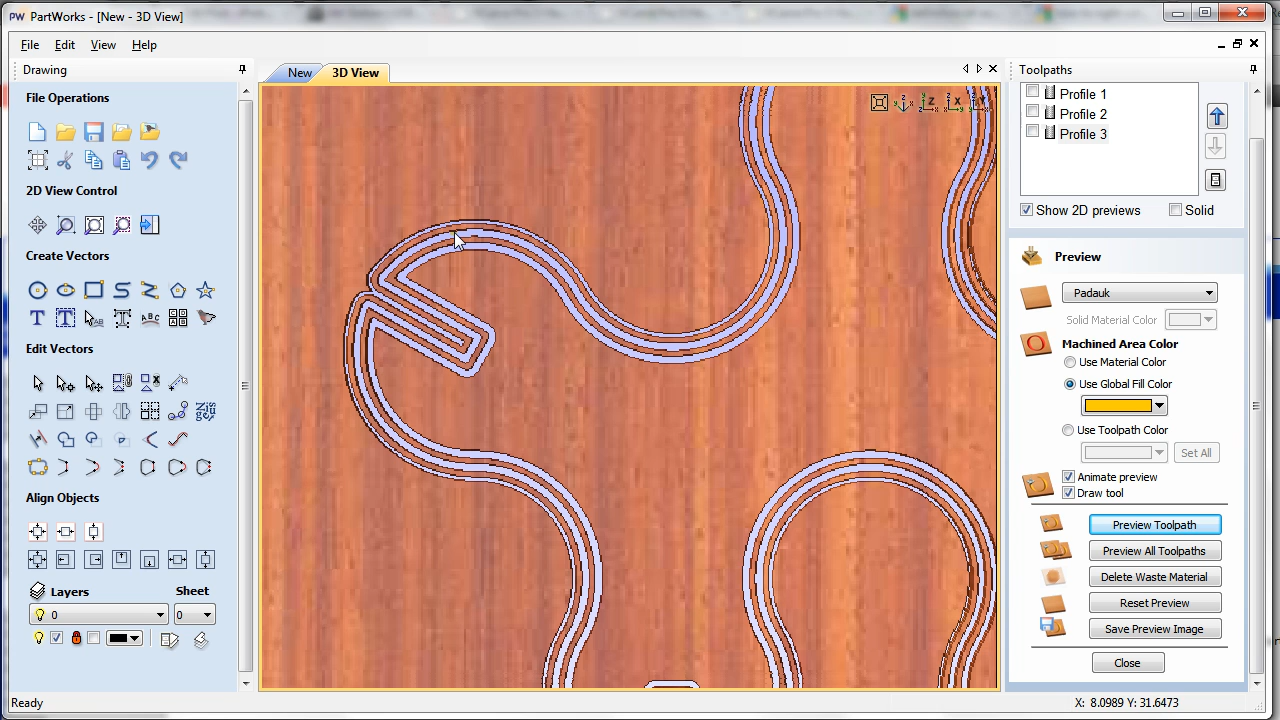 PW PartWorks - [New - 3D View]
File Edit View Help
Drawing
File Operations
2D View Control
Create Vectors
Edit Vectors
Align Objects
Layers Sheet
0 0
New 3D View
Toolpaths
Profile 1
Profile 2
Profile 3
Show 2D previews Solid
Preview
Padauk
Solid Material Color
Machined Area Color
Use Material Color
Use Global Fill Color
Use Toolpath Color
Set All
Animate preview
Draw tool
Preview Toolpath
Preview All Toolpaths
Delete Waste Material
Reset Preview
Save Preview Image
Close
Ready X: 8.0989 Y: 31.6473